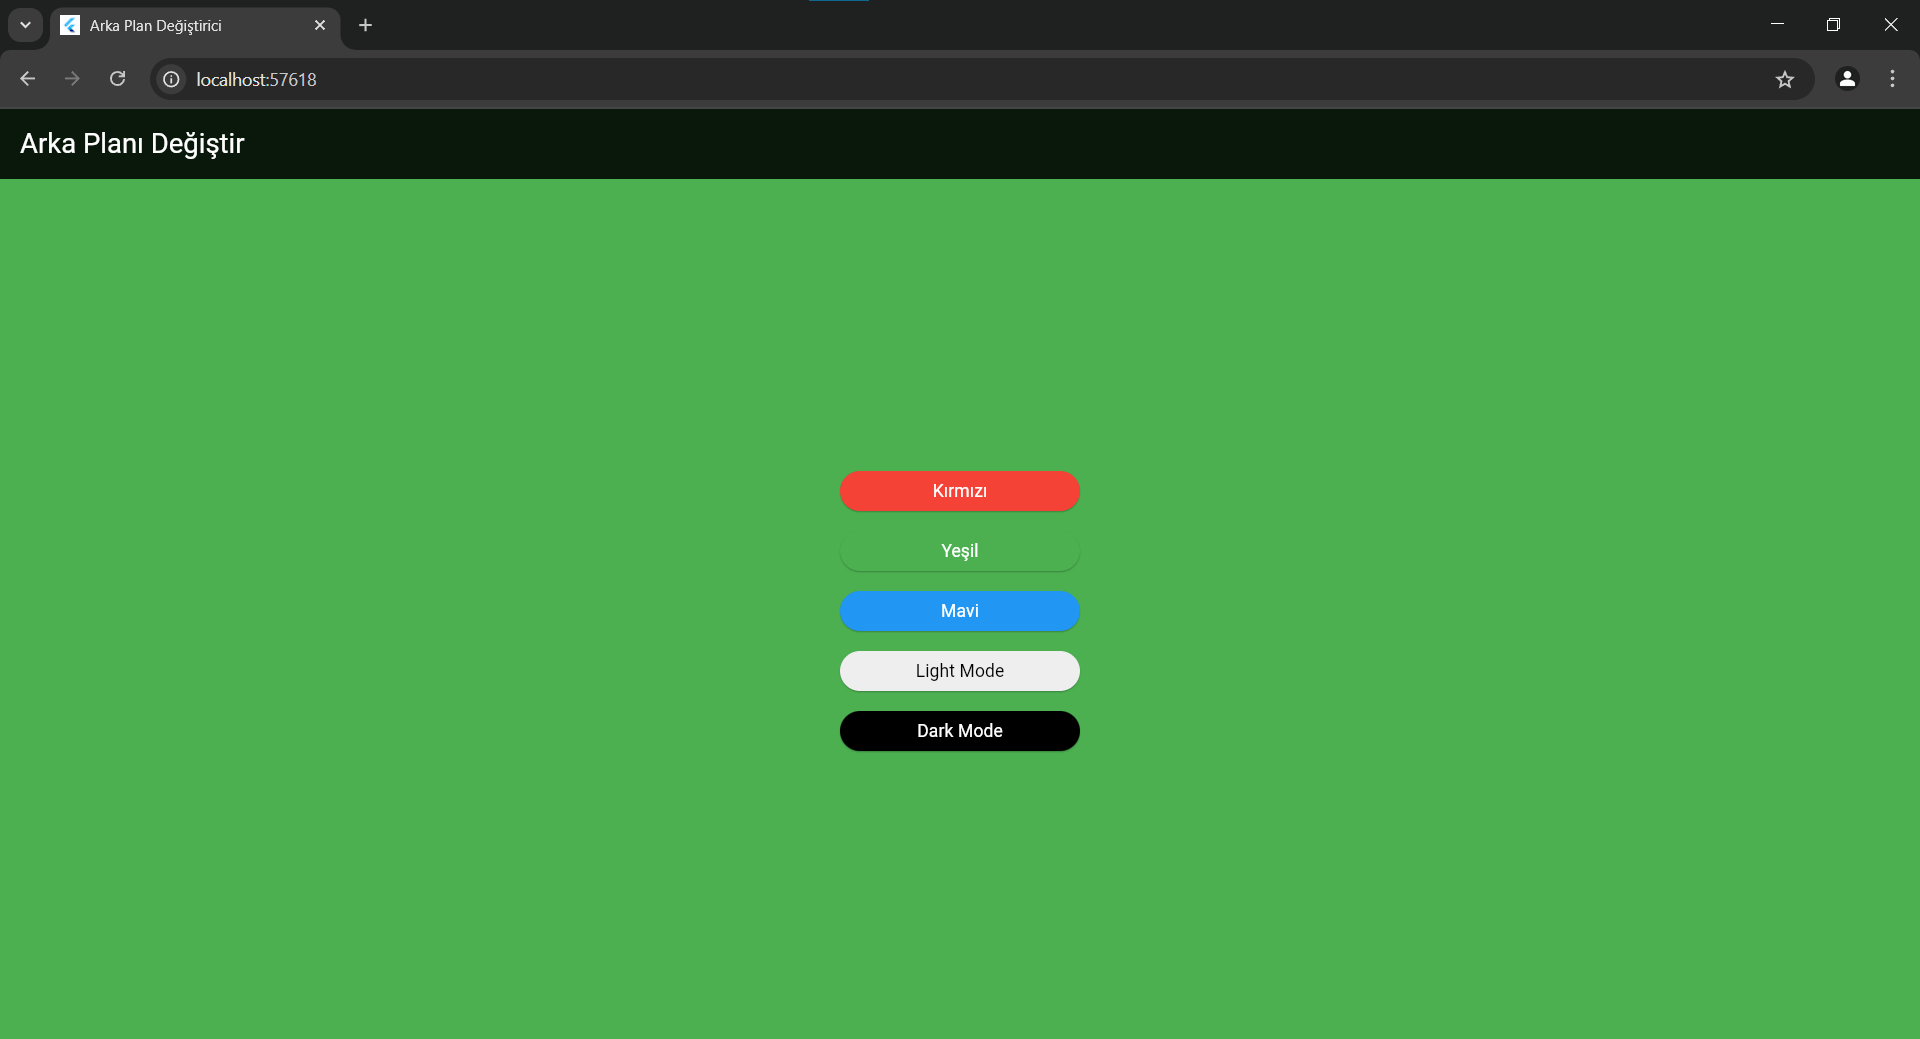 Arka Plan Değiştirici
localhost:57618
Arka Planı Değiştir
Kırmızı
Yeşil
Mavi
Light Mode
Dark Mode